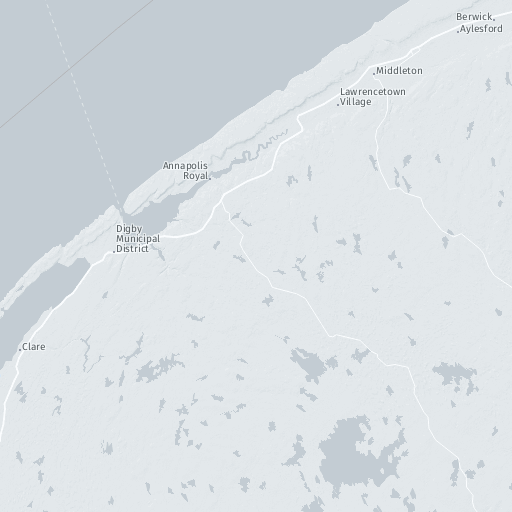 Berwick
Aylesford
Middleton
Lawrencetown
Village
Annapolis
Royal
Digby
Municipal
District
Clare